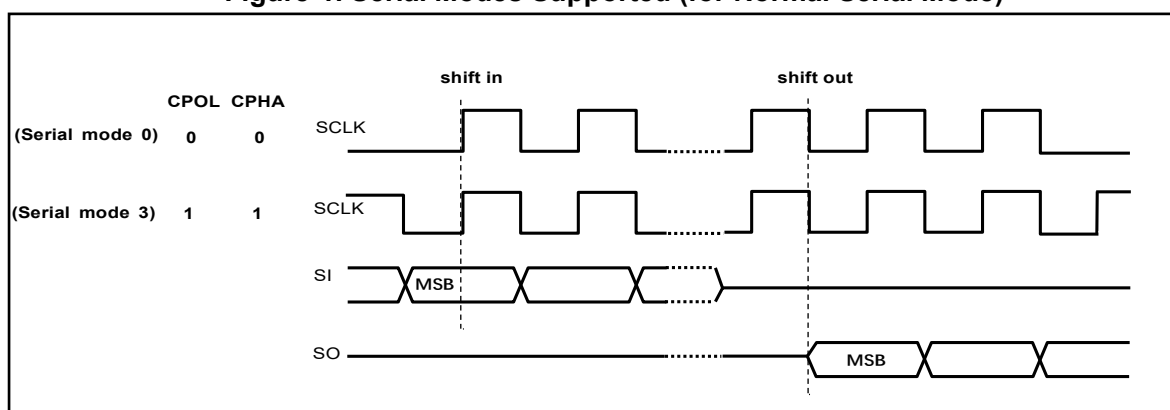 Figure 4. Serial Modes Supported (for Normal Serial Mode)
shift in shift out
CPOL CPHA
(Serial mode 0) 0 0 SCLK
(Serial mode 3) 1 1 SCLK
SI MSB
SO MSB